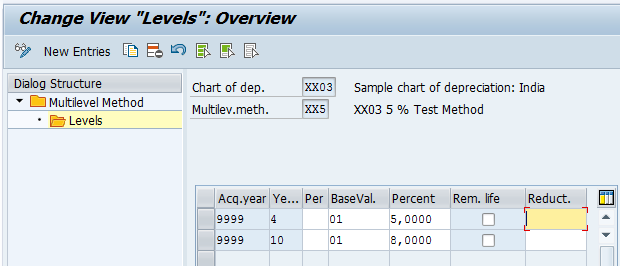 Change View "Levels": Overview
New Entries
Dialog Structure
Multilevel Method
Levels
Chart of dep. XX03 Sample chart of depreciation: India
Multilev.meth. XX5 XX03 5 % Test Method
Acq.year Ye... Per BaseVal. Percent Rem. life Reduct.
9999 4 01 5,0000
9999 10 01 8,0000